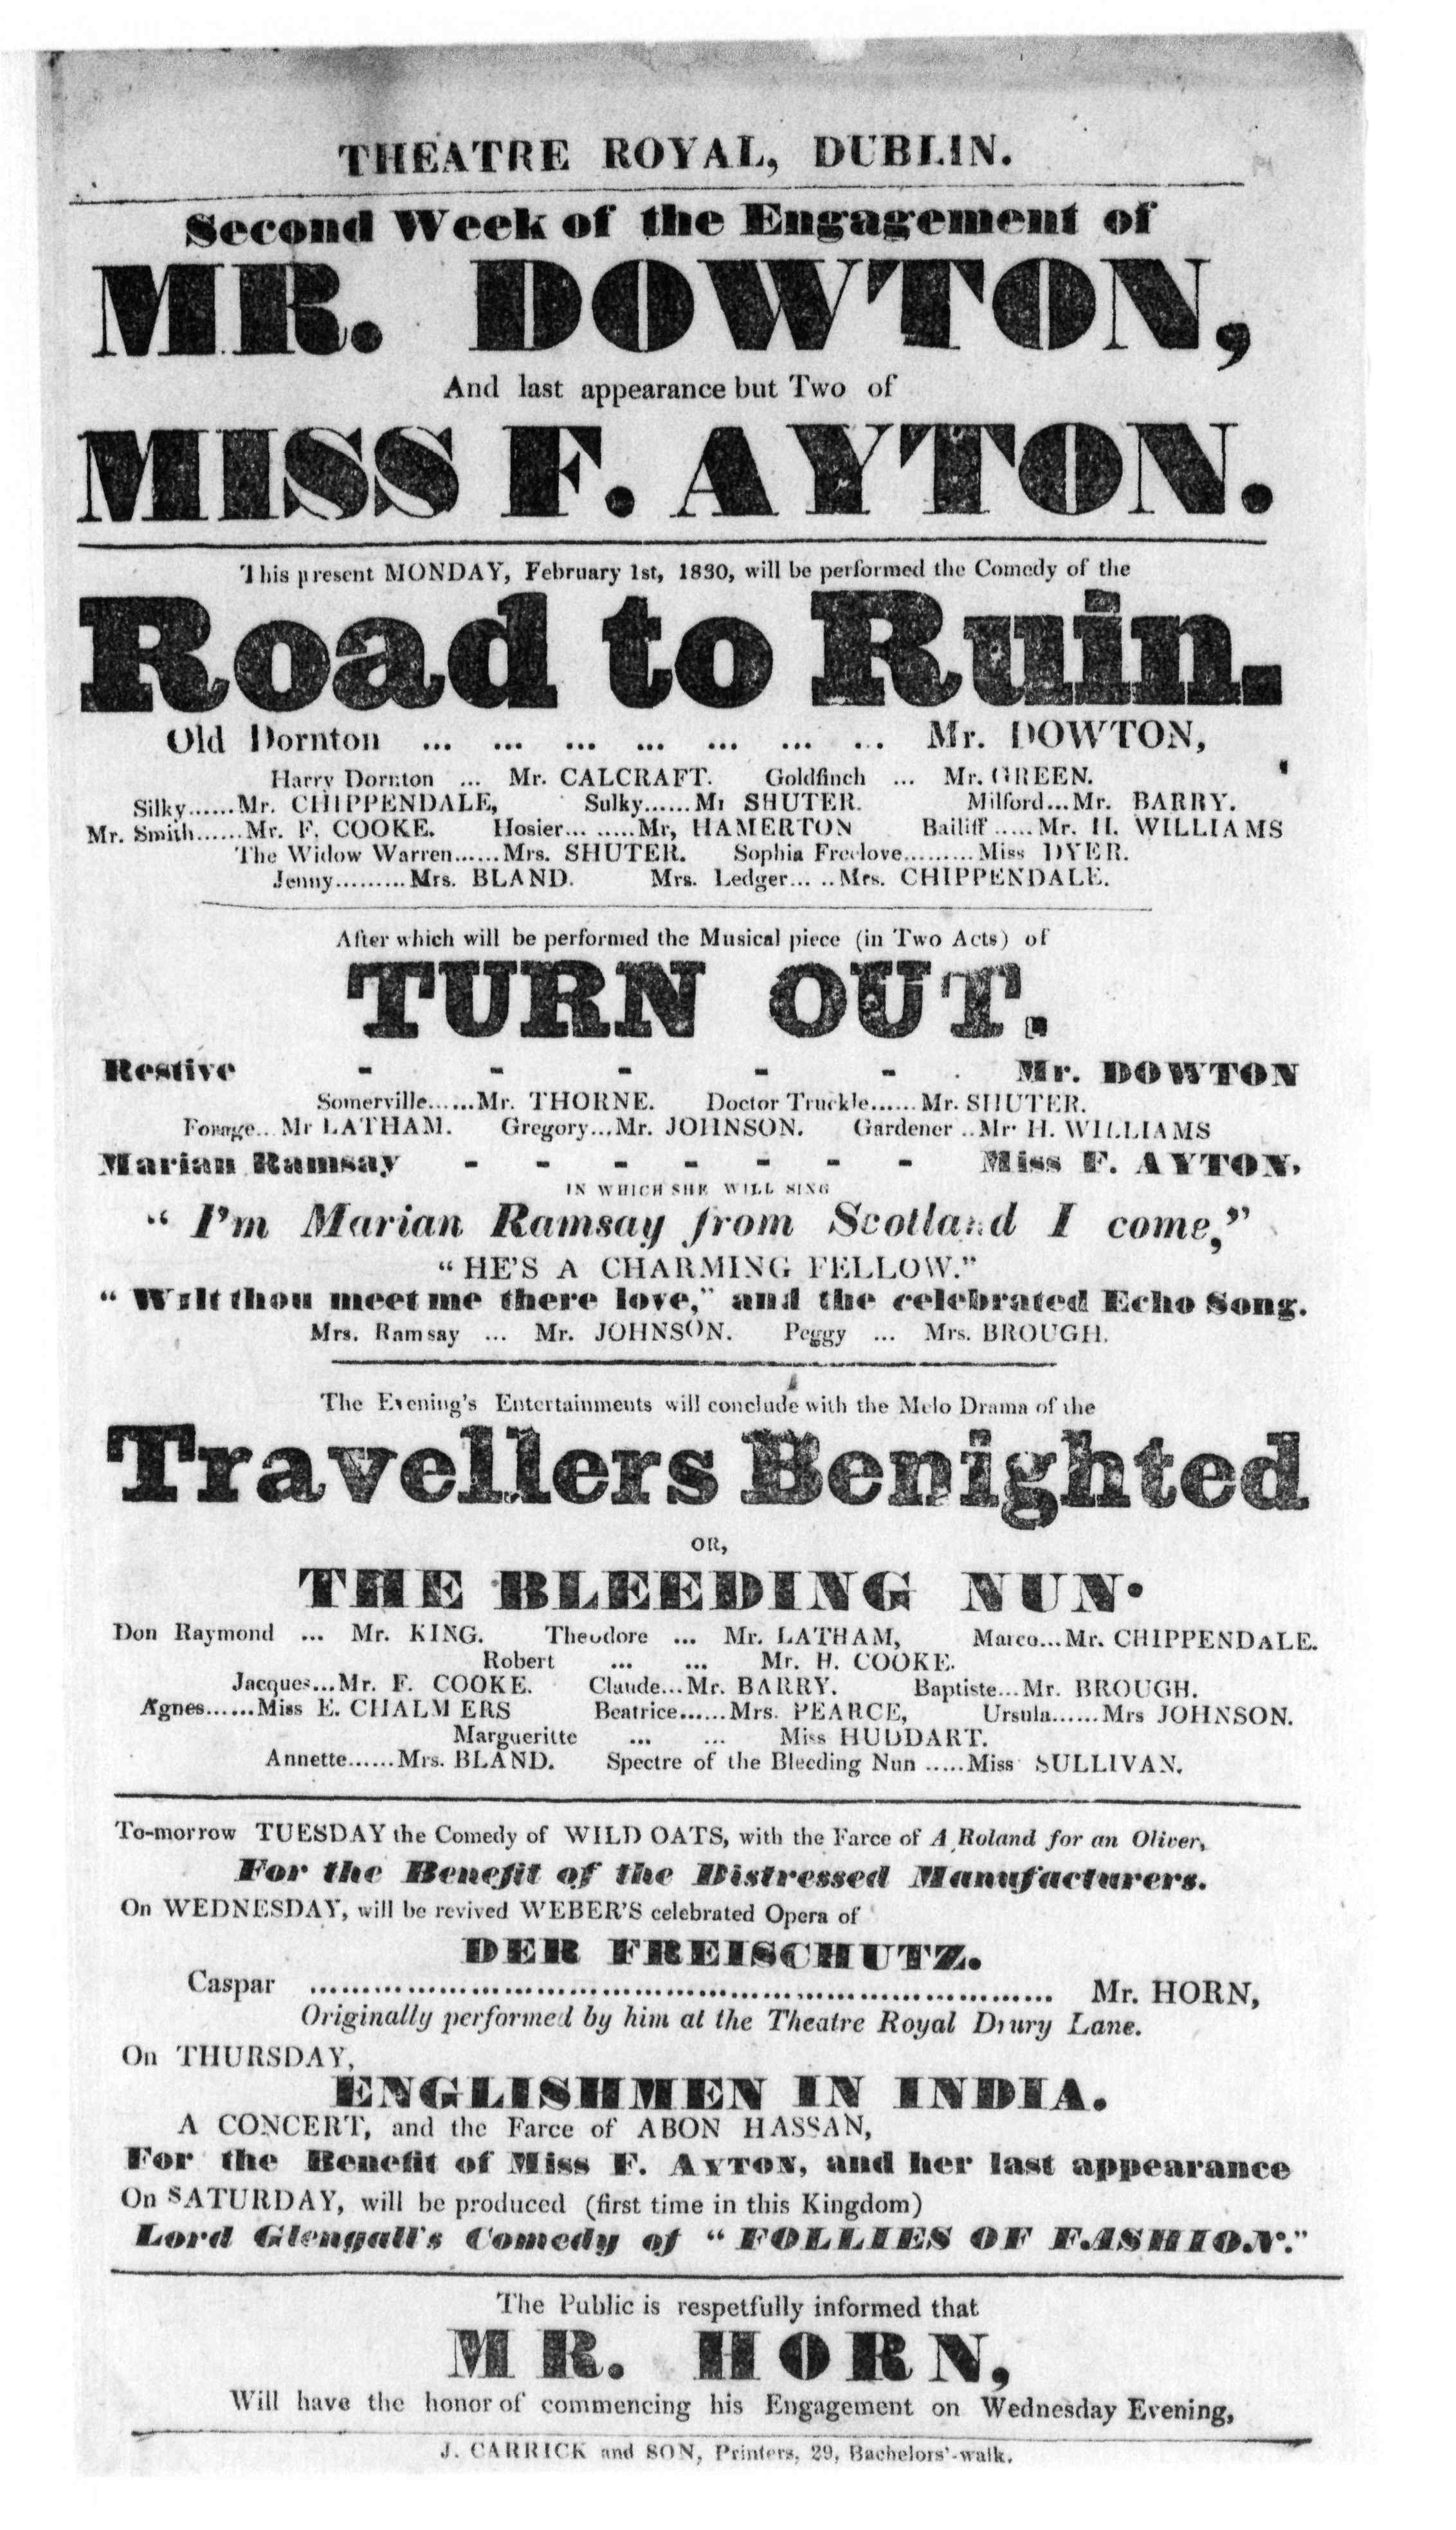 THEATRE ROYAL, DUBLIN.
Second Week of the Engagement of
MR. DOWTON,
And last appearance but Two of
MISS F. AYTON.
This present MONDAY, February 1st, 1830, will be performed the Comedy of the
Road to Ruin.
Old Dornton ... ... ... ... ... ... ... Mr. DOWTON,
Harry Dornton ... Mr. CALCRAFT. Goldfinch ... Mr. GREEN.
Silky......Mr. CHIPPENDALE, Sulky......Mr SHUTER. Milford...Mr. BARRY.
Mr. Smith......Mr. F. COOKE. Hosier... .....Mr, HAMERTON Bailiff .....Mr. H. WILLIAMS
The Widow Warren......Mrs. SHUTER. Sophia Freelove.........Miss DYER.
Jenny.........Mrs. BLAND. Mrs. Ledger... ..Mrs. CHIPPENDALE.
After which will be performed the Musical piece (in Two Acts) of
TURN OUT.
Restive - - - - - . Mr. DOWTON
Somerville......Mr. THORNE. Doctor Truckle......Mr. SHUTER.
Forage... Mr LATHAM. Gregory...Mr. JOHNSON. Gardener ..Mr. H. WILLIAMS
Marian Ramsay - - - - - - - Miss F. AYTON,
IN WHICH SHE WILL SING
"I'm Marian Ramsay from Scotland I come,"
"HE'S A CHARMING FELLOW."
"Wilt thou meet me there love," and the celebrated Echo Song.
Mrs. Ramsay ... Mr. JOHNSON. Peggy ... Mrs. BROUGH.
The Evening's Entertainments will conclude with the Melo Drama of the
Travellers Benighted
OR,
THE BLEEDING NUN.
Don Raymond ... Mr. KING. Theodore ... Mr. LATHAM, Marco...Mr. CHIPPENDALE.
Robert ... ... Mr. H. COOKE.
Jacques...Mr. F. COOKE. Claude...Mr. BARRY. Baptiste...Mr. BROUGH.
Agnes......Miss E. CHALMERS Beatrice......Mrs. PEARCE, Ursula......Mrs JOHNSON.
Margueritte ... ... Miss HUDDART.
Annette......Mrs. BLAND. Spectre of the Bleeding Nun .....Miss SULLIVAN.
To-morrow TUESDAY the Comedy of WILD OATS, with the Farce of A Roland for an Oliver,
For the Benefit of the Distressed Manufacturers.
On WEDNESDAY, will be revived WEBER'S celebrated Opera of
DER FREISCHUTZ.
Caspar .................................................................. Mr. HORN,
Originally performed by him at the Theatre Royal Drury Lane.
On THURSDAY,
ENGLISHMEN IN INDIA.
A CONCERT, and the Farce of ABON HASSAN,
For the Benefit of Miss F. AYTON, and her last appearance
On SATURDAY, will be produced (first time in this Kingdom)
Lord Glengall's Comedy of "FOLLIES OF FASHION."
The Public is respetfully informed that
MR. HORN,
Will have the honor of commencing his Engagement on Wednesday Evening,
J. CARRICK and SON, Printers, 29, Bachelors'-walk.